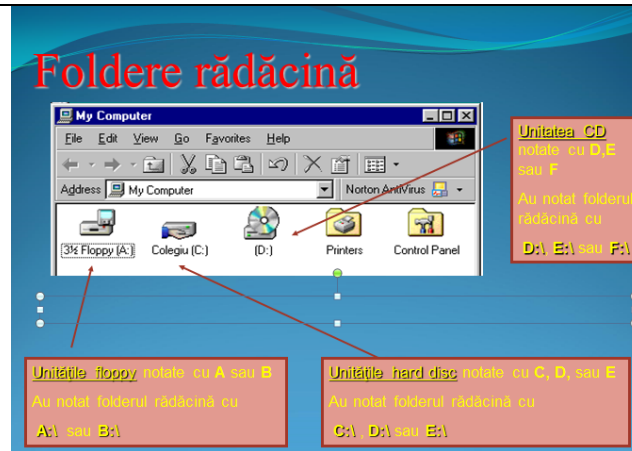 Foldere rădăcină
My Computer
File Edit View Go Favorites Help
Address My Computer Norton AntiVirus
3½ Floppy (A:) Colegiu (C:) (D:) Printers Control Panel
Unitatea CD
notate cu D,E
sau F
Au notat folderul
rădăcină cu
D:\, E:\ sau F:\
Unităţile floppy notate cu A sau B
Au notat folderul rădăcină cu
A:\ sau B:\
Unităţile hard disc notate cu C, D, sau E
Au notat folderul rădăcină cu
C:\ , D:\ sau E:\